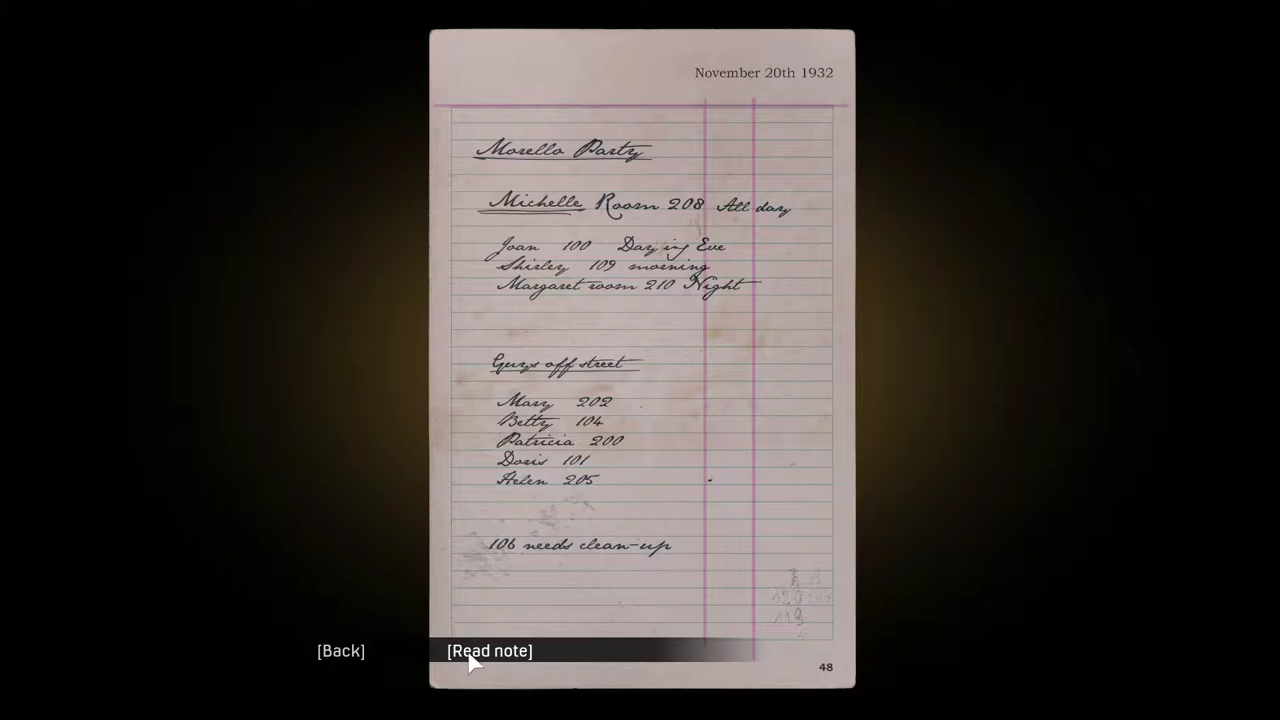 November 20th 1932
Morello Party
Michelle Room 208 All day
Joan 100 Daying Eve
Shirley 109 morning
Margaret room 210 Night
Guys off street
Mary 202
Betty 104
Patricia 200
Doris 101
Helen 205
106 needs clean-up
[Back] [Read note]
48